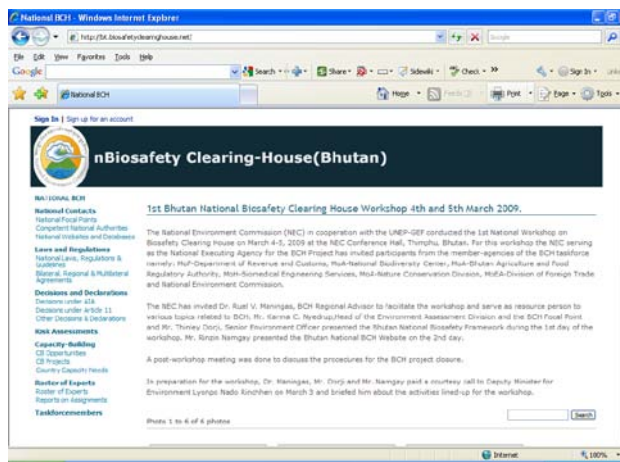 National BCH - Windows Internet Explorer
http://bt.biosafetyclearinghouse.net/
Google
File Edit View Favorites Tools Help
Google
Search Share Sidewiki Check Sign In
National BCH
Home Print Page Tools
Sign In | Sign up for an account
nBiosafety Clearing-House(Bhutan)
NATIONAL BCH
National Contacts
National Focal Points
Competent National Authorities
National Websites and Databases
Laws and Regulations
National Laws, Regulations &
Guidelines
Bilateral, Regional & Multilateral
Agreements
Decisions and Declarations
Decisions under AIA
Decisions under Article 11
Other Decisions & Declarations
Risk Assessments
Capacity-Building
CB Opportunities
CB Projects
Country Capacity Needs
Roster of Experts
Roster of Experts
Reports on Assignments
Taskforcemembers
1st Bhutan National Biosafety Clearing House Workshop 4th and 5th March 2009.
The National Environment Commission (NEC) in cooperation with the UNEP-GEF conducted the 1st National Workshop on
Biosafety Clearing House on March 4-5, 2009 at the NEC Conference Hall, Thimphu, Bhutan. For this workshop the NEC serving
as the National Executing Agency for the BCH Project has invited participants from the member-agencies of the BCH taskforce
namely: MoF-Department of Revenue and Customs, MoA-National Biodiversity Center, MoA-Bhutan Agriculture and Food
Regulatory Authority, MoH-Biomedical Engineering Services, MoA-Nature Conservation Division, MoEA-Division of Foreign Trade
and National Environment Commission.
The NEC has invited Dr. Ruel V. Maningas, BCH Regional Advisor to facilitate the workshop and serve as resource person to
various topics related to BCH. Mr. Karma C. Nyedrup, Head of the Environment Assessment Division and the BCH Focal Point
and Mr. Thinley Dorji, Senior Environment Officer presented the Bhutan National Biosafety Framework during the 1st day of the
workshop. Mr. Rinzin Namgay presented the Bhutan National BCH Website on the 2nd day.
A post-workshop meeting was done to discuss the procedures for the BCH project closure.
In preparation for the workshop, Dr. Maningas, Mr. Dorji and Mr. Namgay paid a courtesy call to Deputy Minister for
Environment Lyonpo Nado Rinchhen on March 3 and briefed him about the activities lined-up for the workshop.
Search
Photo 1 to 6 of 6 photos
Internet 100%